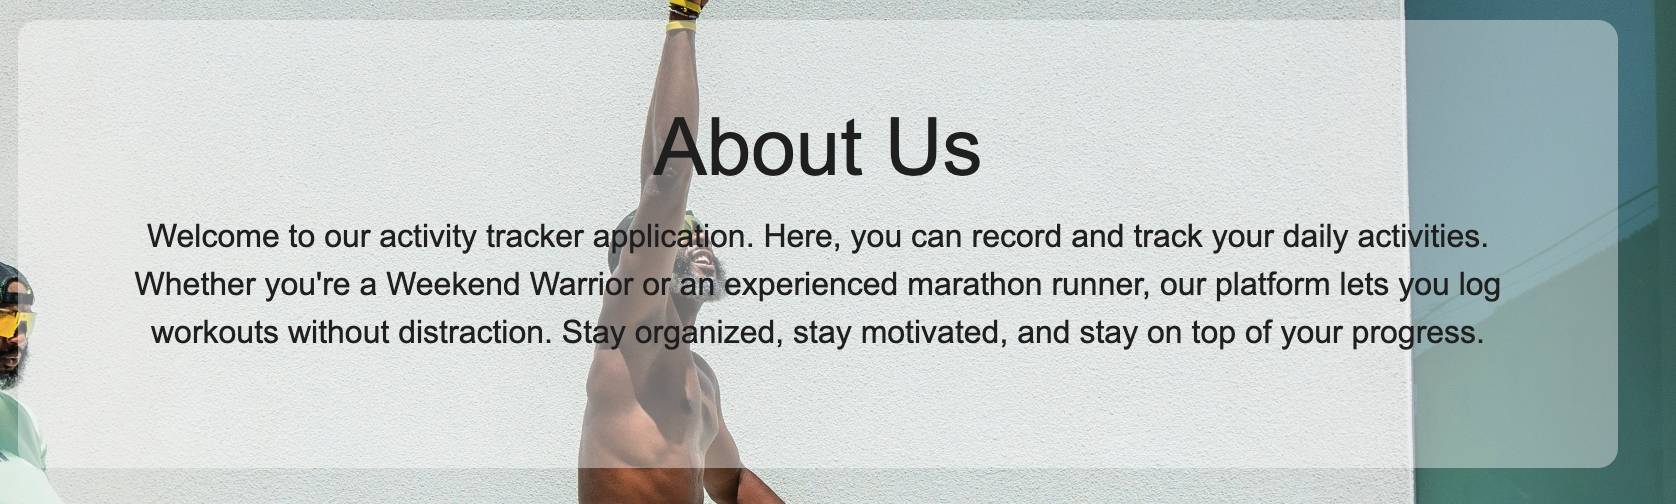 About Us
Welcome to our activity tracker application. Here, you can record and track your daily activities.
Whether you're a Weekend Warrior or an experienced marathon runner, our platform lets you log
workouts without distraction. Stay organized, stay motivated, and stay on top of your progress.